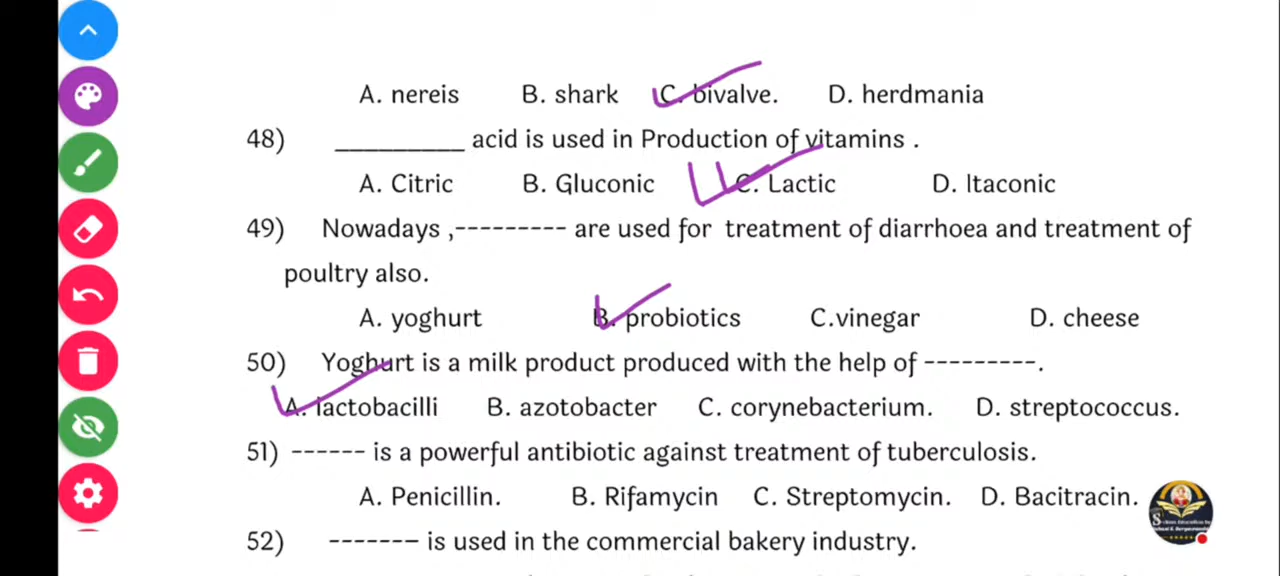 A. nereis B. shark C. bivalve. D. herdmania
48) _________ acid is used in Production of vitamins .
A. Citric B. Gluconic C. Lactic D. Itaconic
49) Nowadays ,--------- are used for treatment of diarrhoea and treatment of
poultry also.
A. yoghurt B. probiotics C.vinegar D. cheese
50) Yoghurt is a milk product produced with the help of ---------.
A. lactobacilli B. azotobacter C. corynebacterium. D. streptococcus.
51) ------ is a powerful antibiotic against treatment of tuberculosis.
A. Penicillin. B. Rifamycin C. Streptomycin. D. Bacitracin.
52) ------- is used in the commercial bakery industry.